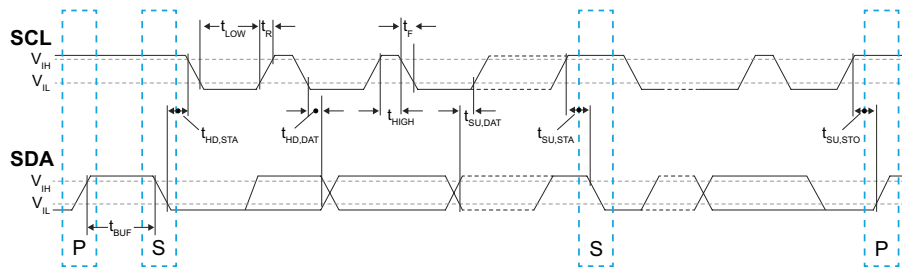 SCL
t_LOW t_R t_F
V_IH
V_IL
t_HD,STA t_HD,DAT t_HIGH t_SU,DAT t_SU,STA t_SU,STO
SDA
V_IH
V_IL
t_BUF
P S S P